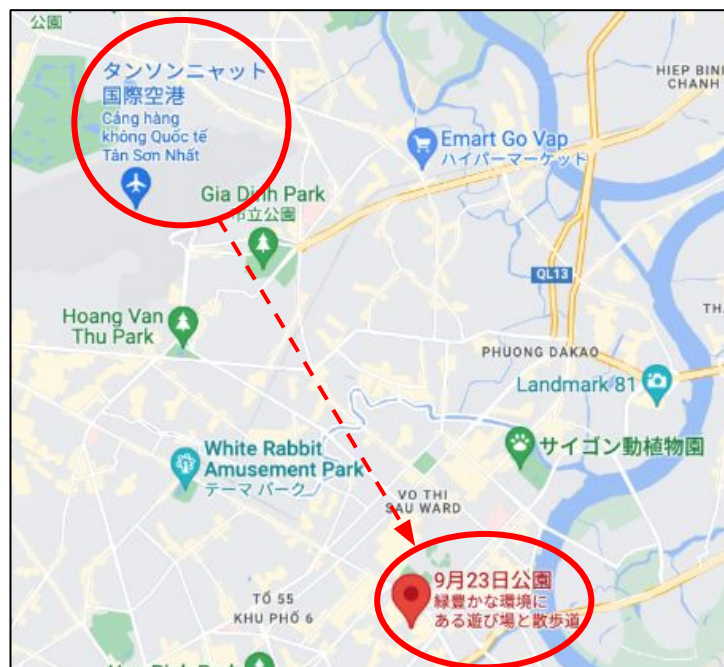 公園
タンソンニャット
国際空港
Cảng hàng
không Quốc tế
Tân Sơn Nhất
HIEP BINH
CHANH
Emart Go Vap
ハイパーマーケット
Gia Dinh Park
市立公園
QL13
Hoang Van
Thu Park
THA
PHUONG DAKAO
Landmark 81
サイゴン動植物園
White Rabbit
Amusement Park
テーマ パーク
VO THI
SAU WARD
9月23日公園
緑豊かな環境に
ある遊び場と散歩道
TỔ 55
KHU PHỐ 6